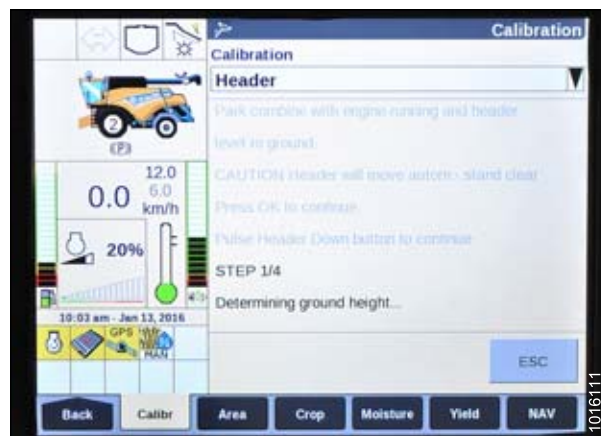 Calibration
Calibration
Header
Park combine with engine running and header
level to ground.
CAUTION Header will move autom.- stand clear
Press OK to continue.
Pulse Header Down button to continue
STEP 1/4
Determining ground height...
ESC
2
(P)
12.0
0.0 6.0
km/h
20%
10:03 am - Jan 13, 2016
GPS
MAN
Back Calibr Area Crop Moisture Yield NAV
1016111